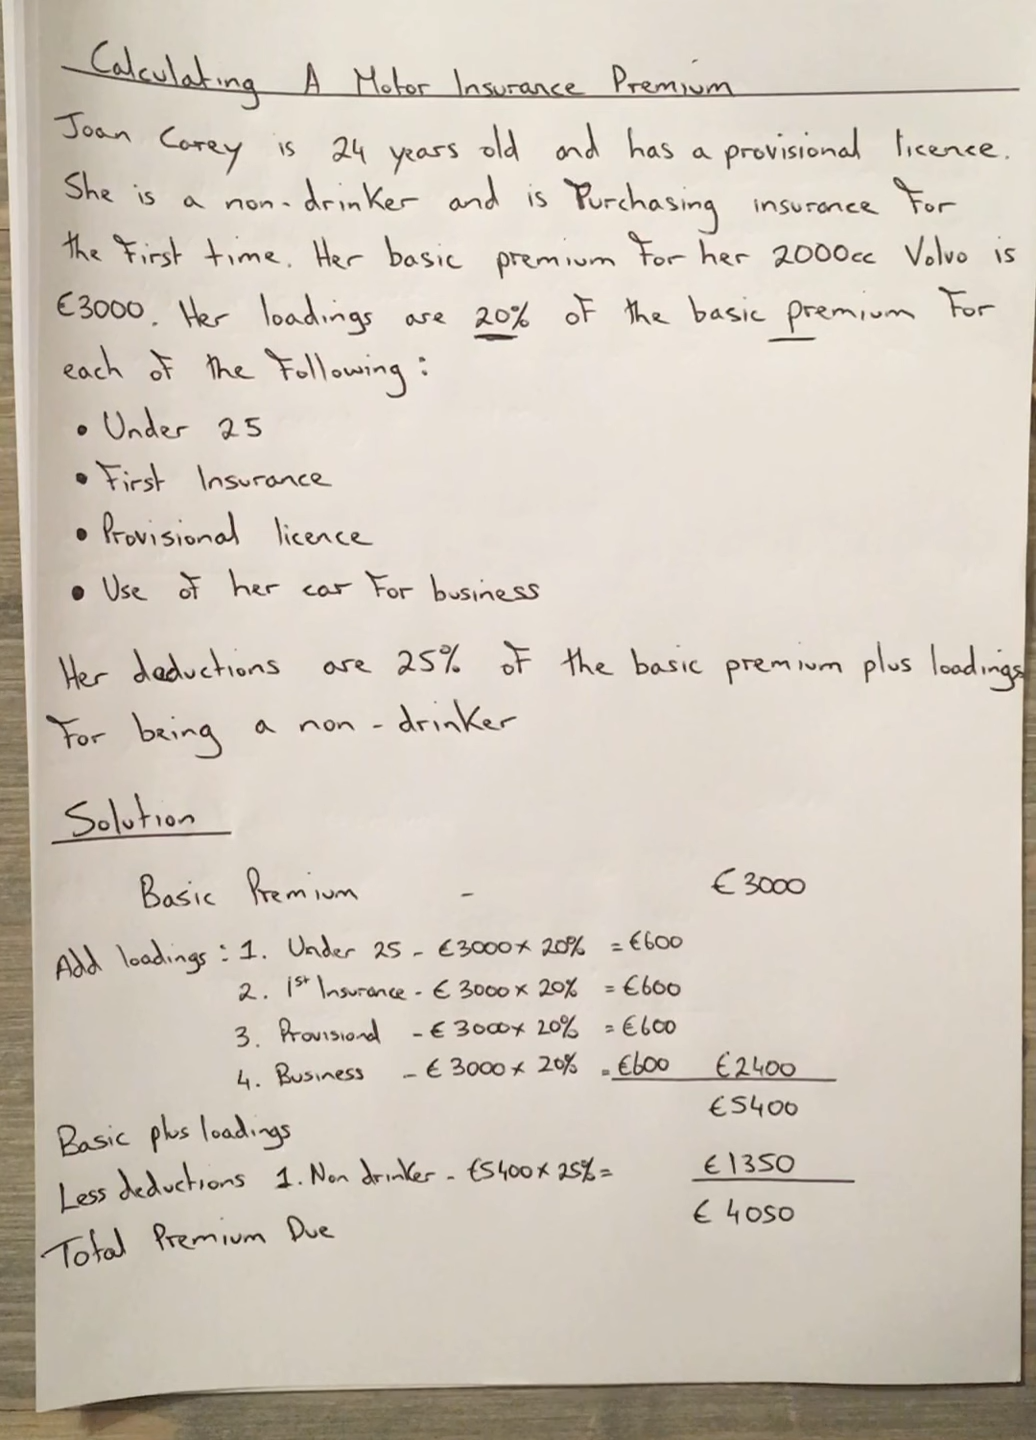 Calculating A Motor Insurance Premium
Joan Corey is 24 years old and has a provisional licence.
She is a non-drinker and is Purchasing insurance For
the First time. Her basic premium For her 2000cc Volvo is
€3000. Her loadings are 20% of the basic premium For
each of the Following:
• Under 25
• First Insurance
• Provisional licence
• Use of her car For business
Her deductions are 25% of the basic premium plus loadings
For being a non-drinker
Solution
Basic Premium - €3000
Add loadings: 1. Under 25 - €3000 x 20% = €600
2. 1st Insurance - €3000 x 20% = €600
3. Provisional - €3000 x 20% = €600
4. Business - €3000 x 20% = €600 €2400
€5400
Basic plus loadings
Less deductions 1. Non drinker - €5400 x 25% = €1350
€4050
Total Premium Due